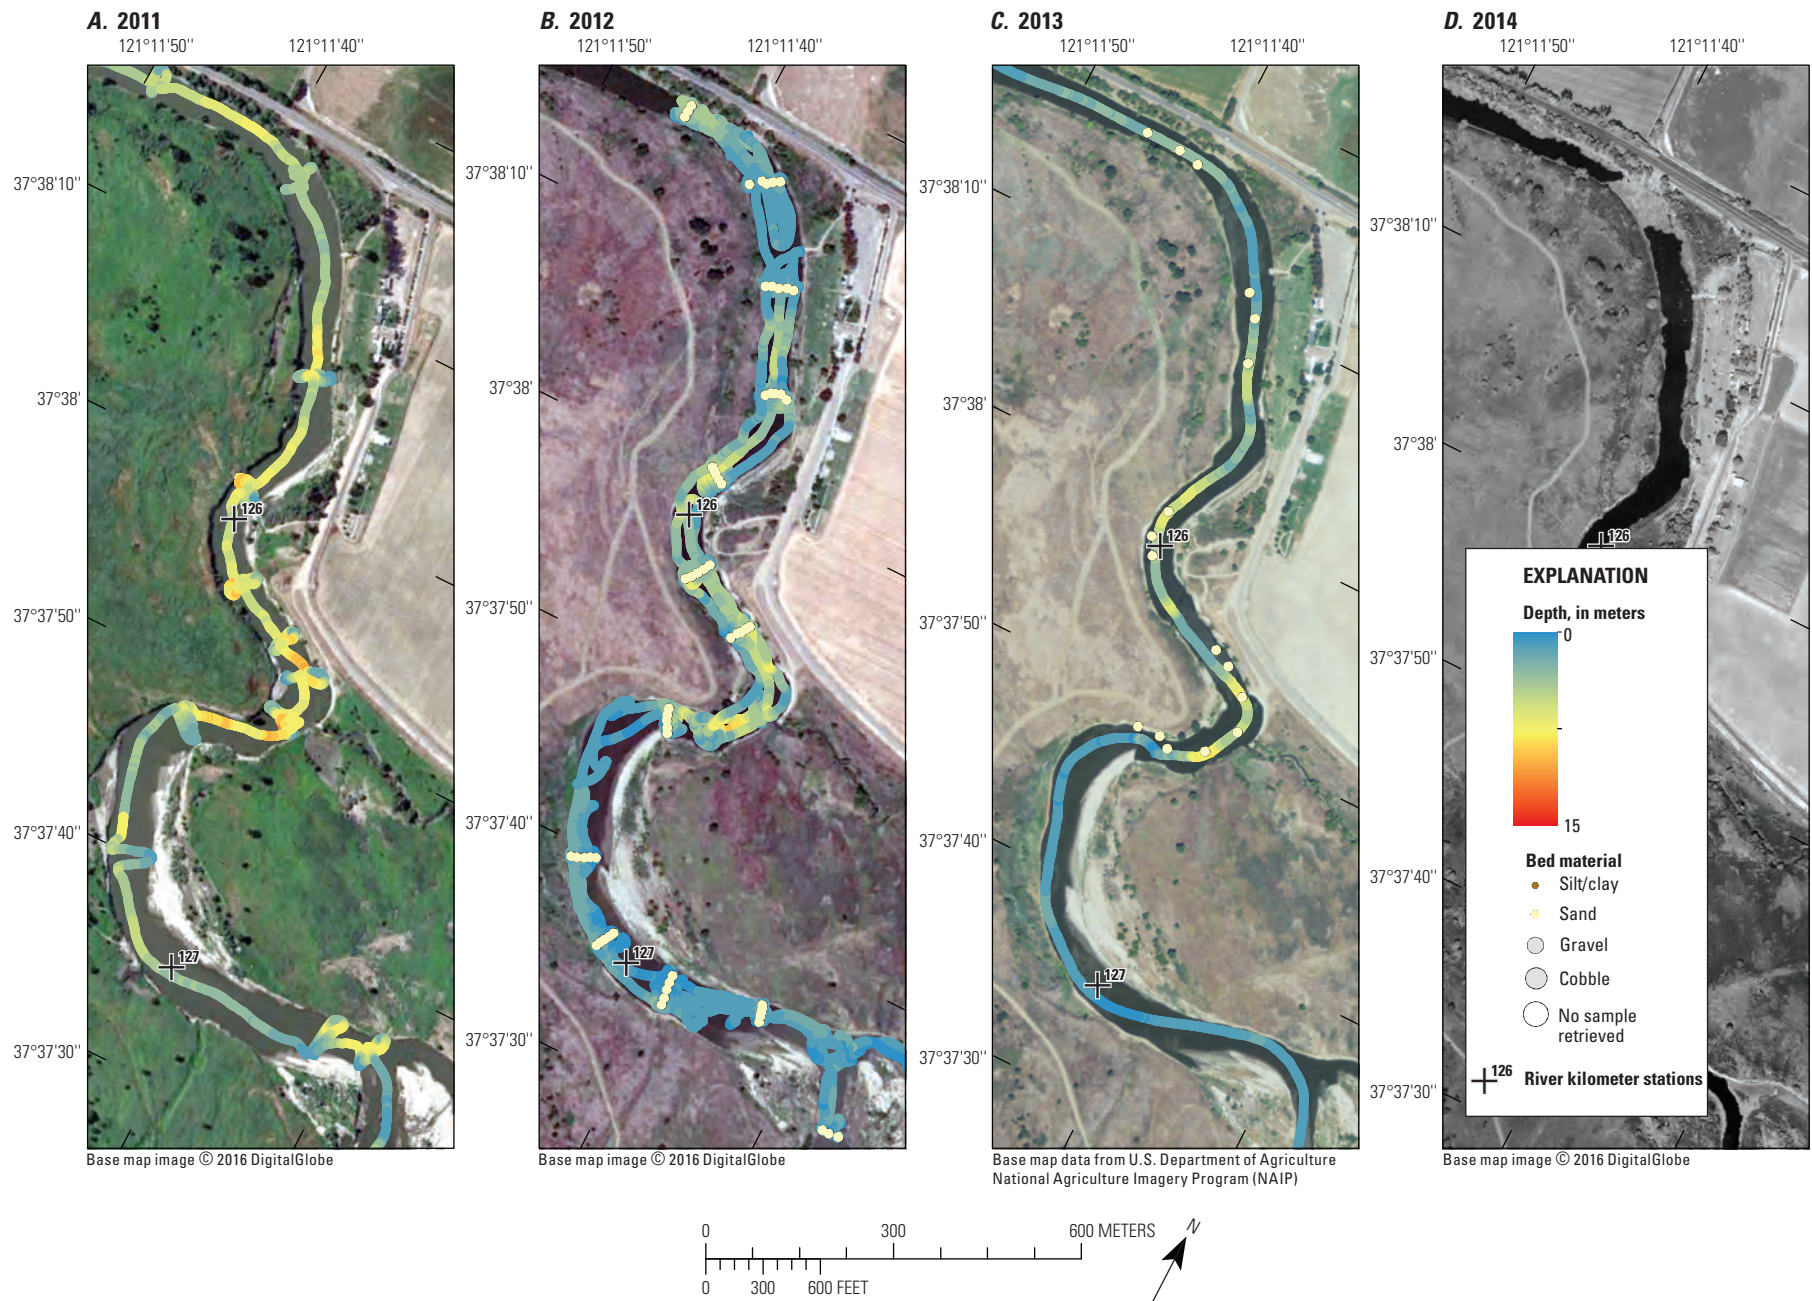 A. 2011
121°11'50"
121°11'40"
37°38'10"
37°38'
37°37'50"
37°37'40"
37°37'30"
126
127
Base map image © 2016 DigitalGlobe
B. 2012
121°11'50"
121°11'40"
37°38'10"
37°38'
37°37'50"
37°37'40"
37°37'30"
126
127
Base map image © 2016 DigitalGlobe
C. 2013
121°11'50"
121°11'40"
37°38'10"
37°38'
37°37'50"
37°37'40"
37°37'30"
126
127
Base map data from U.S. Department of Agriculture
National Agriculture Imagery Program (NAIP)
D. 2014
121°11'50"
121°11'40"
37°38'10"
37°38'
37°37'50"
37°37'40"
37°37'30"
126
EXPLANATION
Depth, in meters
0
15
Bed material
Silt/clay
Sand
Gravel
Cobble
No sample
retrieved
126
River kilometer stations
Base map image © 2016 DigitalGlobe
0 300 600 METERS
0 300 600 FEET
N